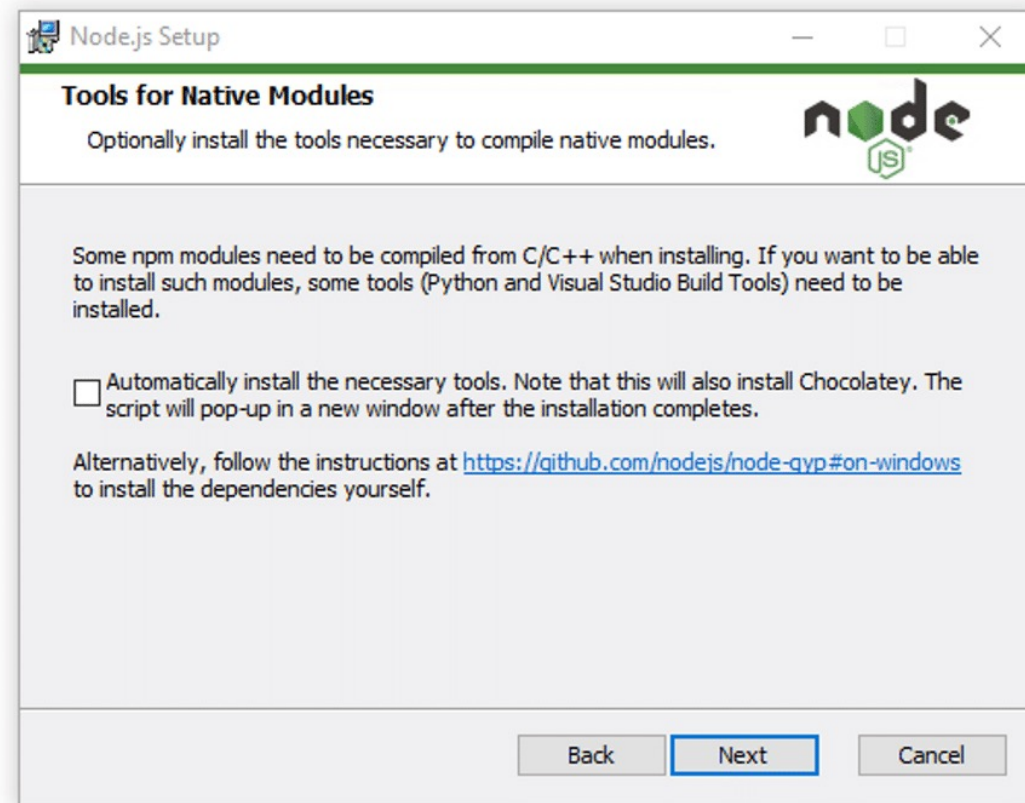 Node.js Setup
Tools for Native Modules
Optionally install the tools necessary to compile native modules.
node
JS
Some npm modules need to be compiled from C/C++ when installing. If you want to be able
to install such modules, some tools (Python and Visual Studio Build Tools) need to be
installed.
Automatically install the necessary tools. Note that this will also install Chocolatey. The
script will pop-up in a new window after the installation completes.
Alternatively, follow the instructions at https://github.com/nodejs/node-gyp#on-windows
to install the dependencies yourself.
Back
Next
Cancel